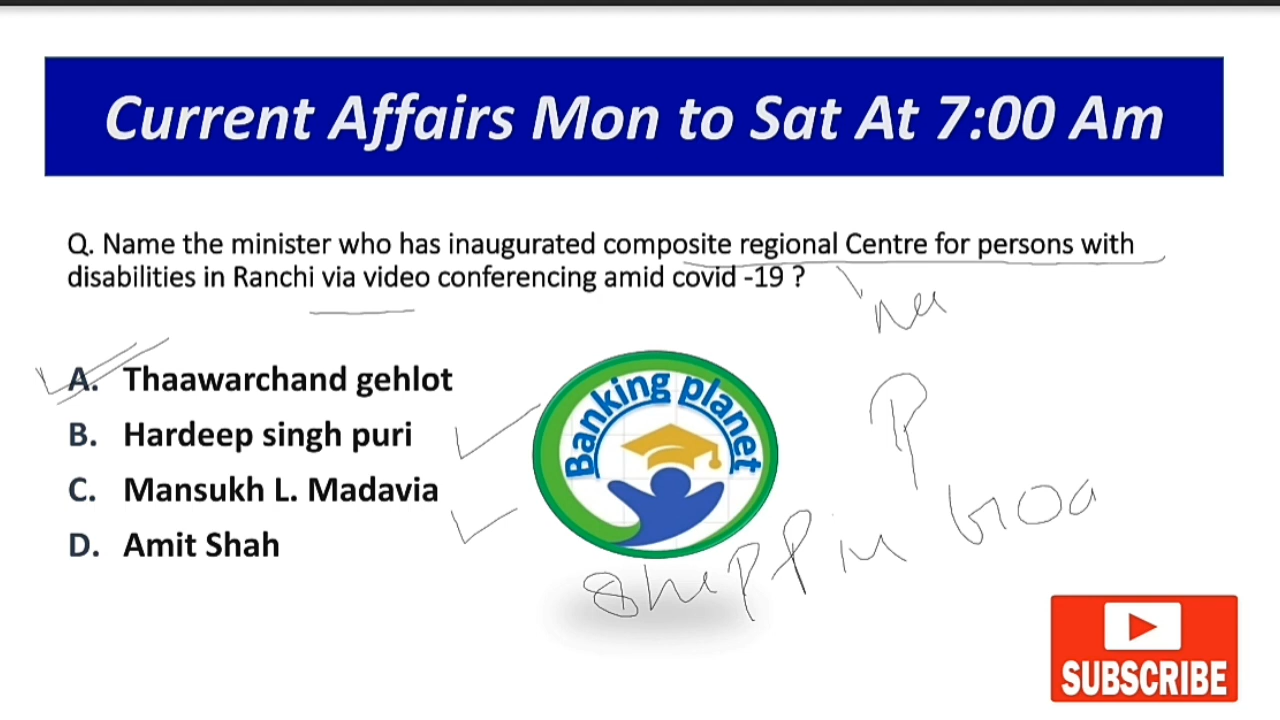 Current Affairs Mon to Sat At 7:00 Am
Q. Name the minister who has inaugurated composite regional Centre for persons with
disabilities in Ranchi via video conferencing amid covid -19 ?
A. Thaawarchand gehlot
B. Hardeep singh puri
C. Mansukh L. Madavia
D. Amit Shah
Banking planet
SUBSCRIBE